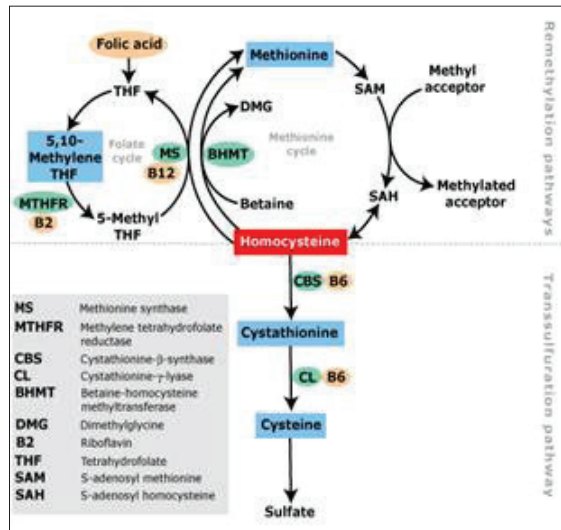 Folic acid
Methionine
THF
SAM
Methyl
acceptor
DMG
5,10-
Methylene
THF
Folate
cycle
MS
B12
BHMT
Methionine
cycle
MTHFR
B2
5-Methyl
THF
Betaine
SAH
Methylated
acceptor
Remethylation pathways
Homocysteine
CBS
B6
Cystathionine
CL
B6
Cysteine
Sulfate
Transsulfuration
pathway
MS Methionine synthase
MTHFR Methylene tetrahydrofolate
reductase
CBS Cystathionine-β-synthase
CL Cystathionine-γ-lyase
BHMT Betaine-homocysteine
methyltransferase
DMG Dimethylglycine
B2 Riboflavin
THF Tetrahydrofolate
SAM S-adenosyl methionine
SAH S-adenosyl homocysteine